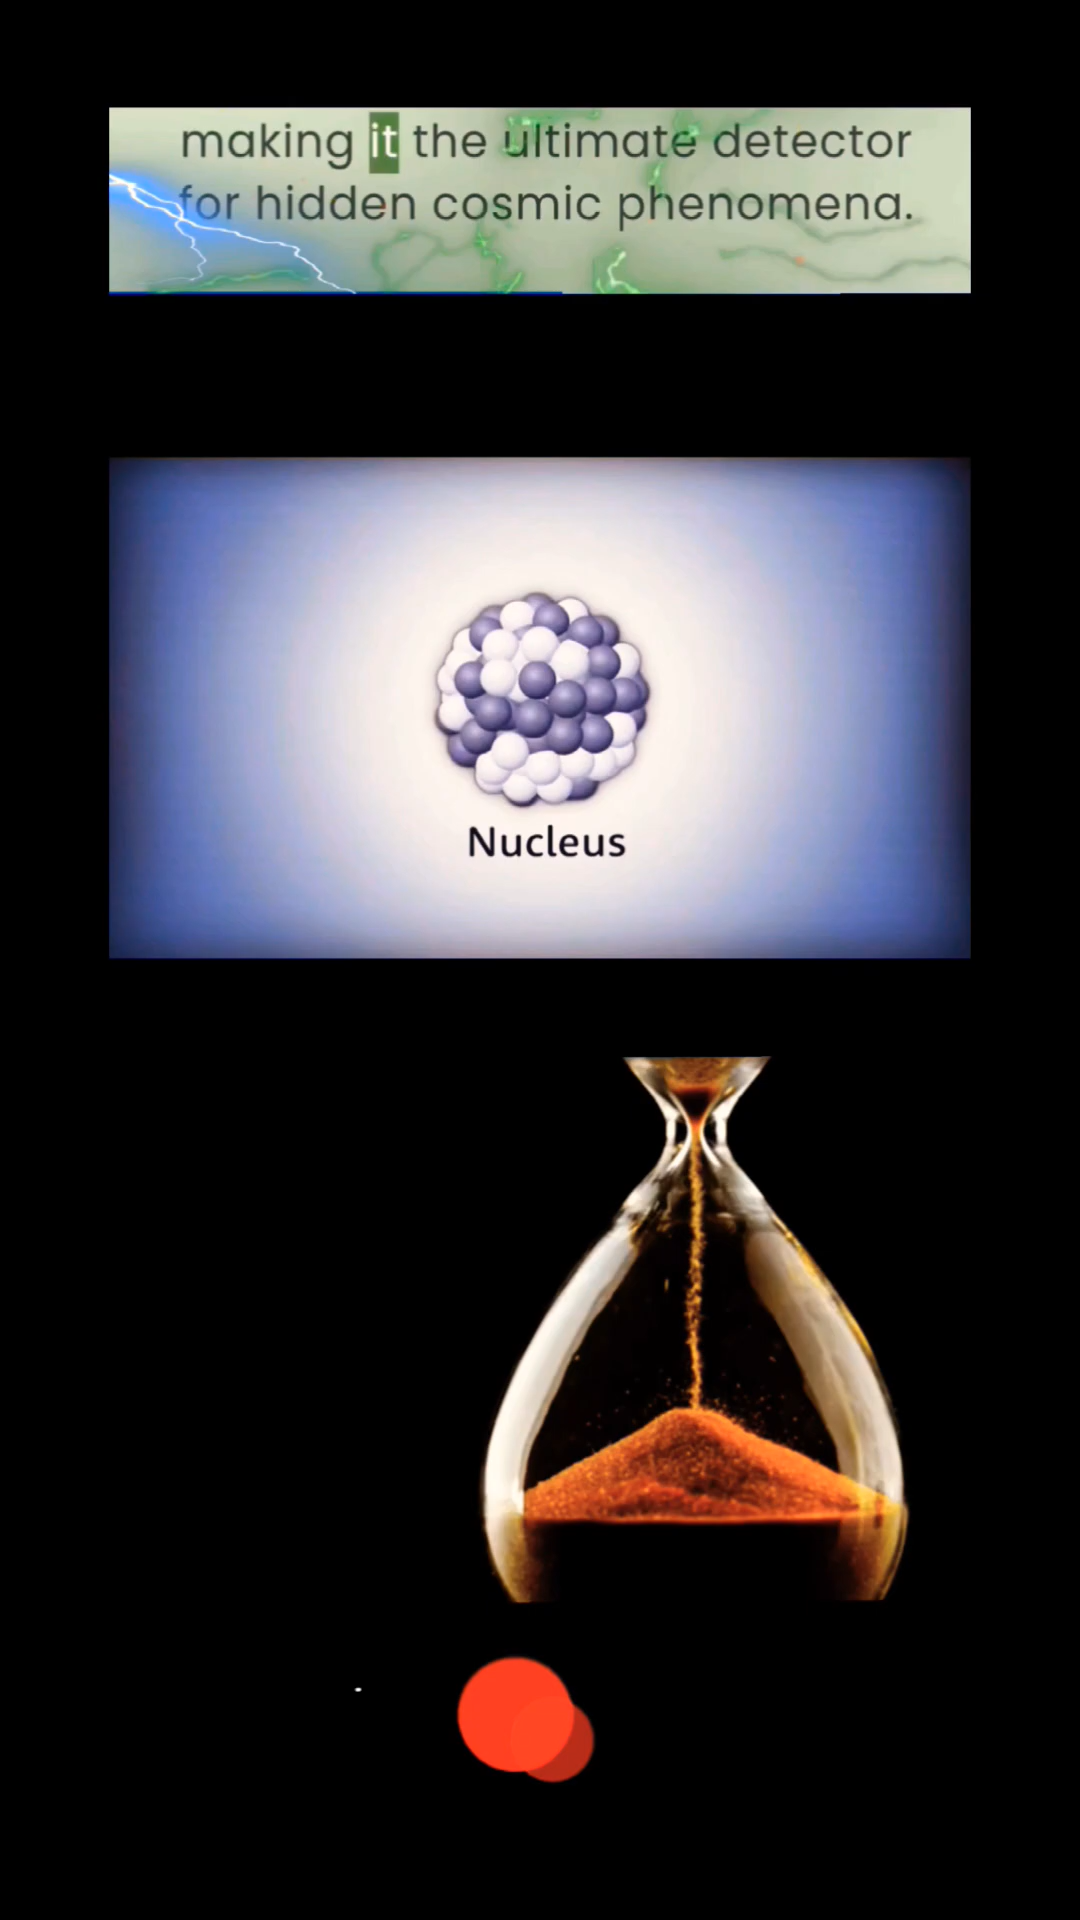 making it the ultimate detector
for hidden cosmic phenomena.
Nucleus